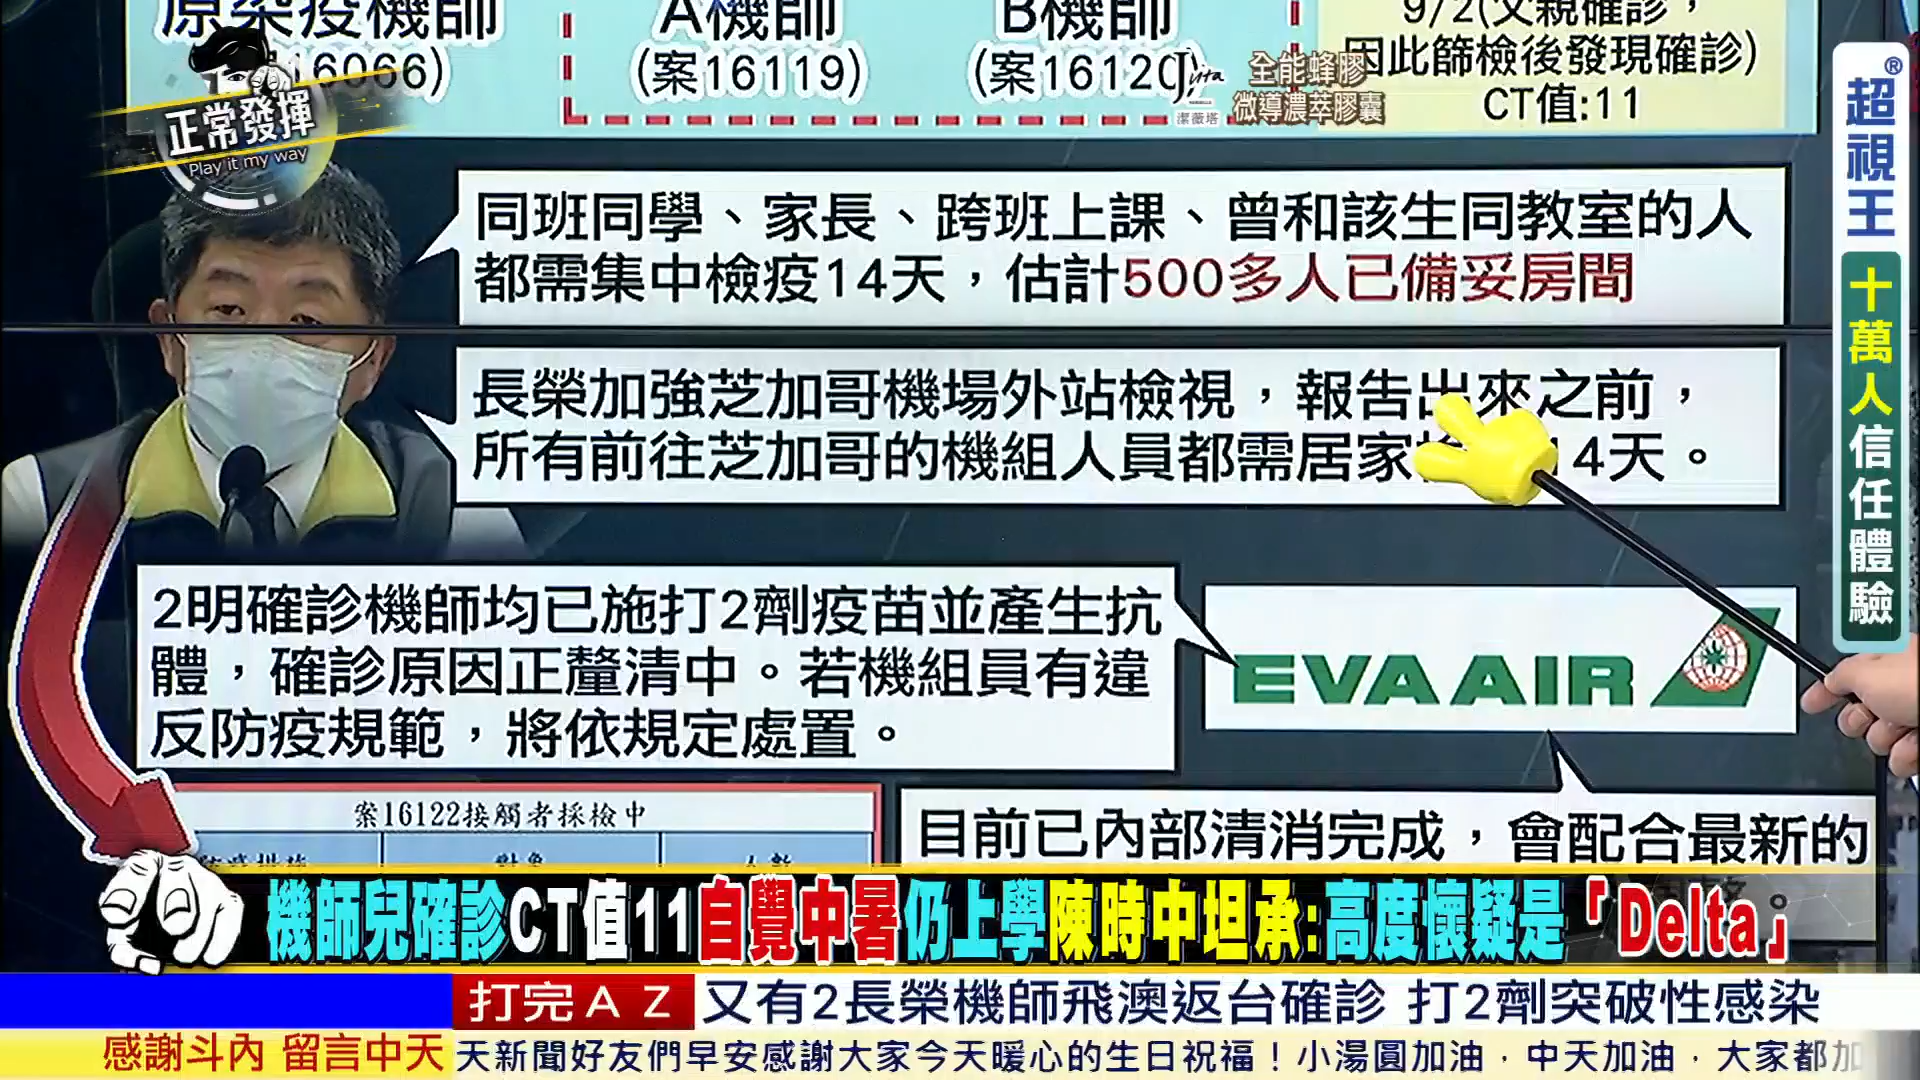 原染疫機師
A機師
B機師
16066)
(案16119)
(案16120)
9/2(父親確診，
因此篩檢後發現確診)
CT值:11
正常發揮
Play it my way
Jvita
潔薇塔
全能蜂膠
微導濃萃膠囊
超視王®
十萬人信任體驗
同班同學、家長、跨班上課、曾和該生同教室的人
都需集中檢疫14天，估計500多人已備妥房間
長榮加強芝加哥機場外站檢視，報告出來之前，
所有前往芝加哥的機組人員都需居家 14天。
2明確診機師均已施打2劑疫苗並產生抗
體，確診原因正釐清中。若機組員有違
反防疫規範，將依規定處置。
EVA AIR
案16122接觸者採檢中
目前已內部清消完成，會配合最新的
機師兒確診CT值11自覺中暑仍上學陳時中坦承:高度懷疑是「Delta」
打完AZ 又有2長榮機師飛澳返台確診 打2劑突破性感染
感謝斗內 留言中天 天新聞好友們早安感謝大家今天暖心的生日祝福！小湯圓加油，中天加油，大家都加